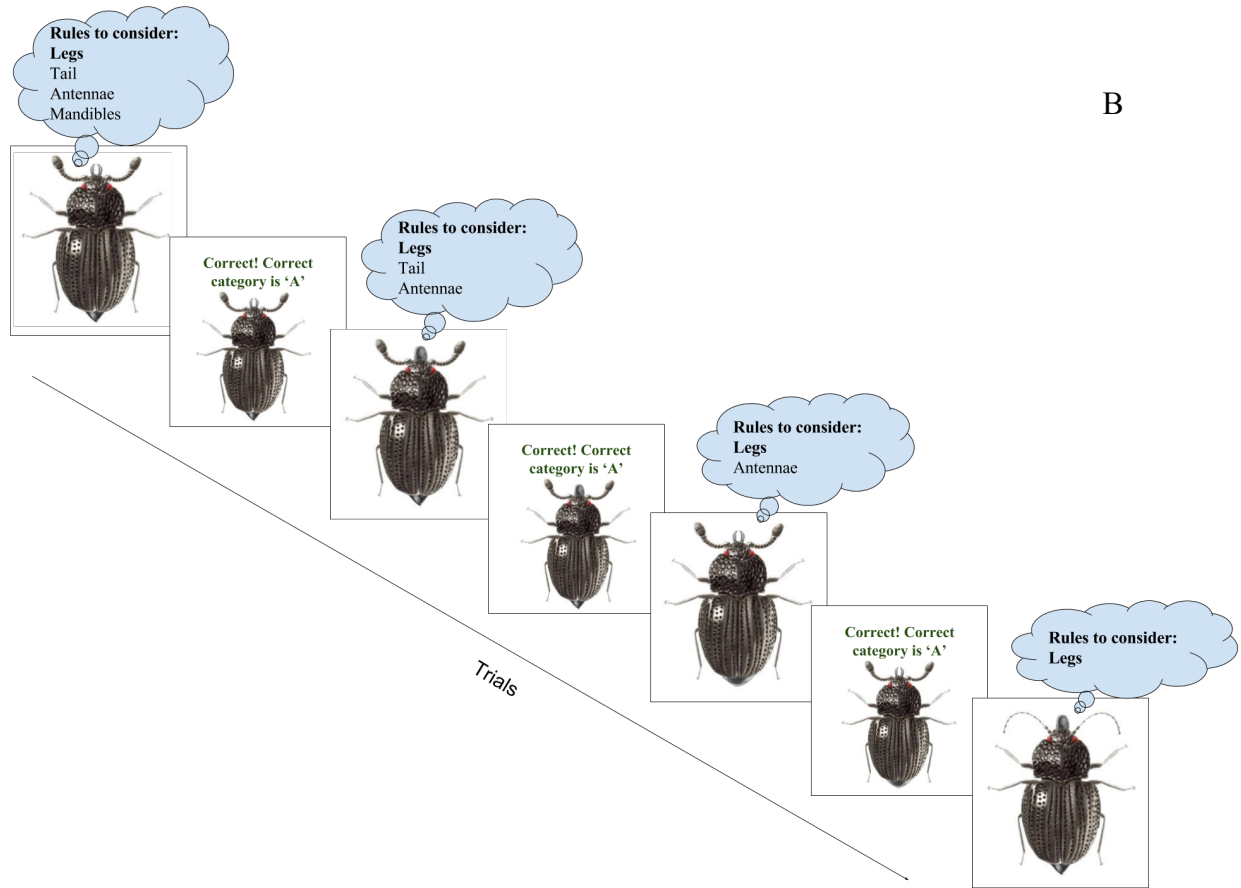 Rules to consider:
Legs
Tail
Antennae
Mandibles
B
Correct! Correct
category is ‘A’
Rules to consider:
Legs
Tail
Antennae
Correct! Correct
category is ‘A’
Rules to consider:
Legs
Antennae
Correct! Correct
category is ‘A’
Rules to consider:
Legs
Trials